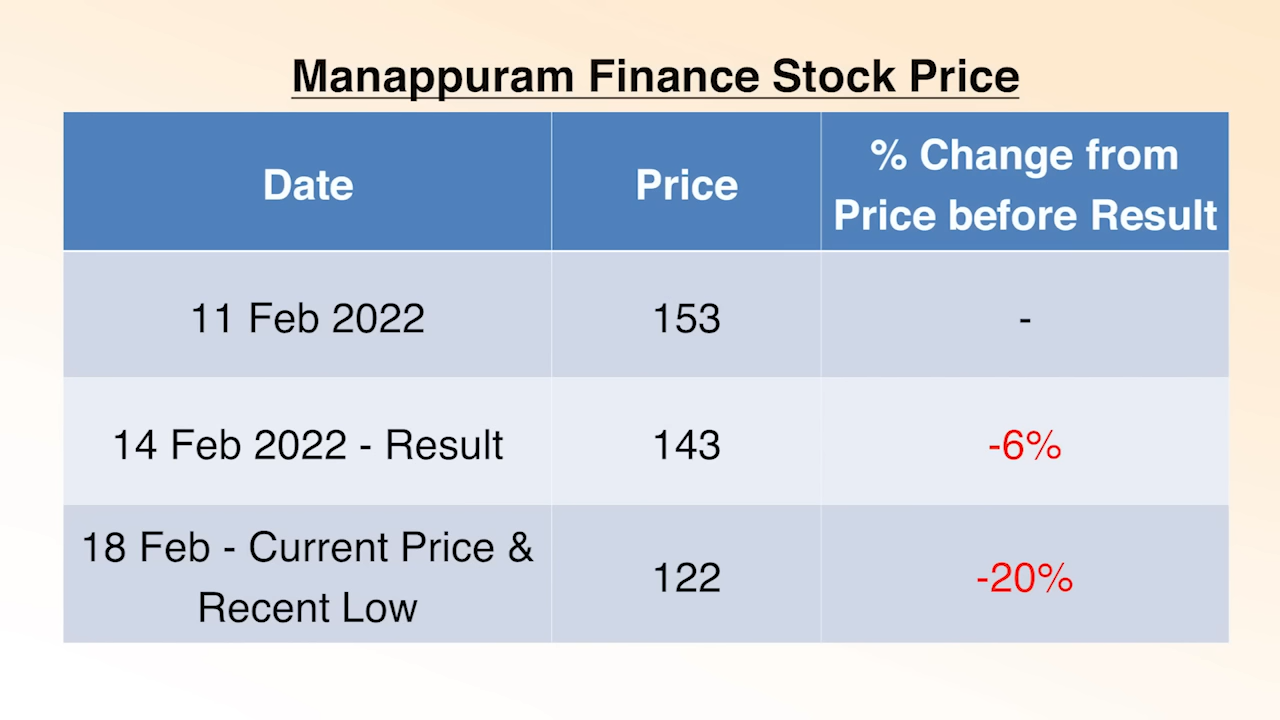 Manappuram Finance Stock Price
Date
Price
% Change from
Price before Result
11 Feb 2022
153
-
14 Feb 2022 - Result
143
-6%
18 Feb - Current Price &
Recent Low
122
-20%